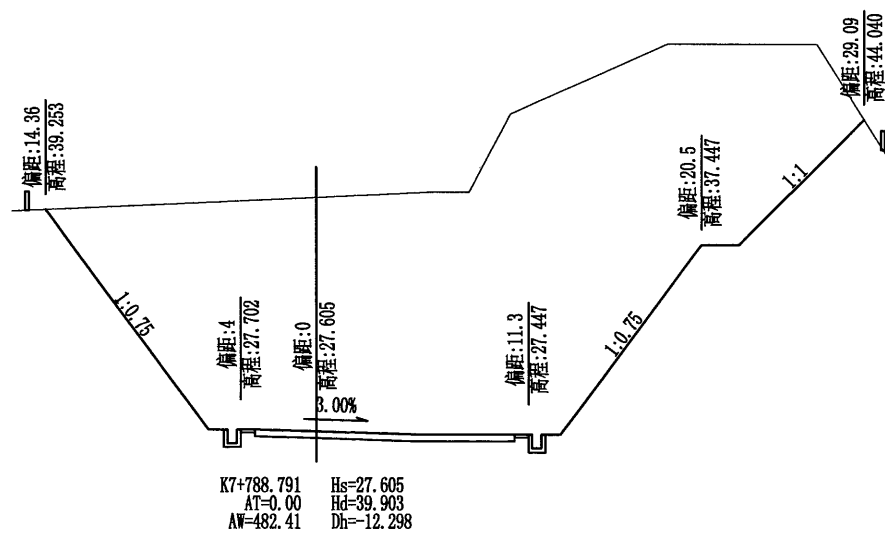 偏距:14.36
高程:39.253
偏距:29.09
高程:44.040
偏距:20.5
高程:37.447
1:1
1:0.75
偏距:4
高程:27.702
偏距:0
高程:27.605
偏距:11.3
高程:27.447
1:0.75
3.00%
K7+788.791 Hs=27.605
AT=0.00 Hd=39.903
AW=482.41 Dh=-12.298